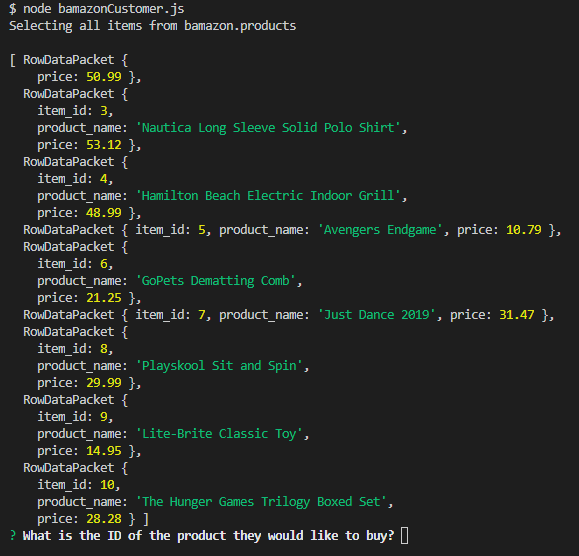 $ node bamazonCustomer.js
Selecting all items from bamazon.products
[ RowDataPacket {
price: 50.99 },
RowDataPacket {
item_id: 3,
product_name: 'Nautica Long Sleeve Solid Polo Shirt',
price: 53.12 },
RowDataPacket {
item_id: 4,
product_name: 'Hamilton Beach Electric Indoor Grill',
price: 48.99 },
RowDataPacket { item_id: 5, product_name: 'Avengers Endgame', price: 10.79 },
RowDataPacket {
item_id: 6,
product_name: 'GoPets Dematting Comb',
price: 21.25 },
RowDataPacket { item_id: 7, product_name: 'Just Dance 2019', price: 31.47 },
RowDataPacket {
item_id: 8,
product_name: 'Playskool Sit and Spin',
price: 29.99 },
RowDataPacket {
item_id: 9,
product_name: 'Lite-Brite Classic Toy',
price: 14.95 },
RowDataPacket {
item_id: 10,
product_name: 'The Hunger Games Trilogy Boxed Set',
price: 28.28 } ]
? What is the ID of the product they would like to buy?